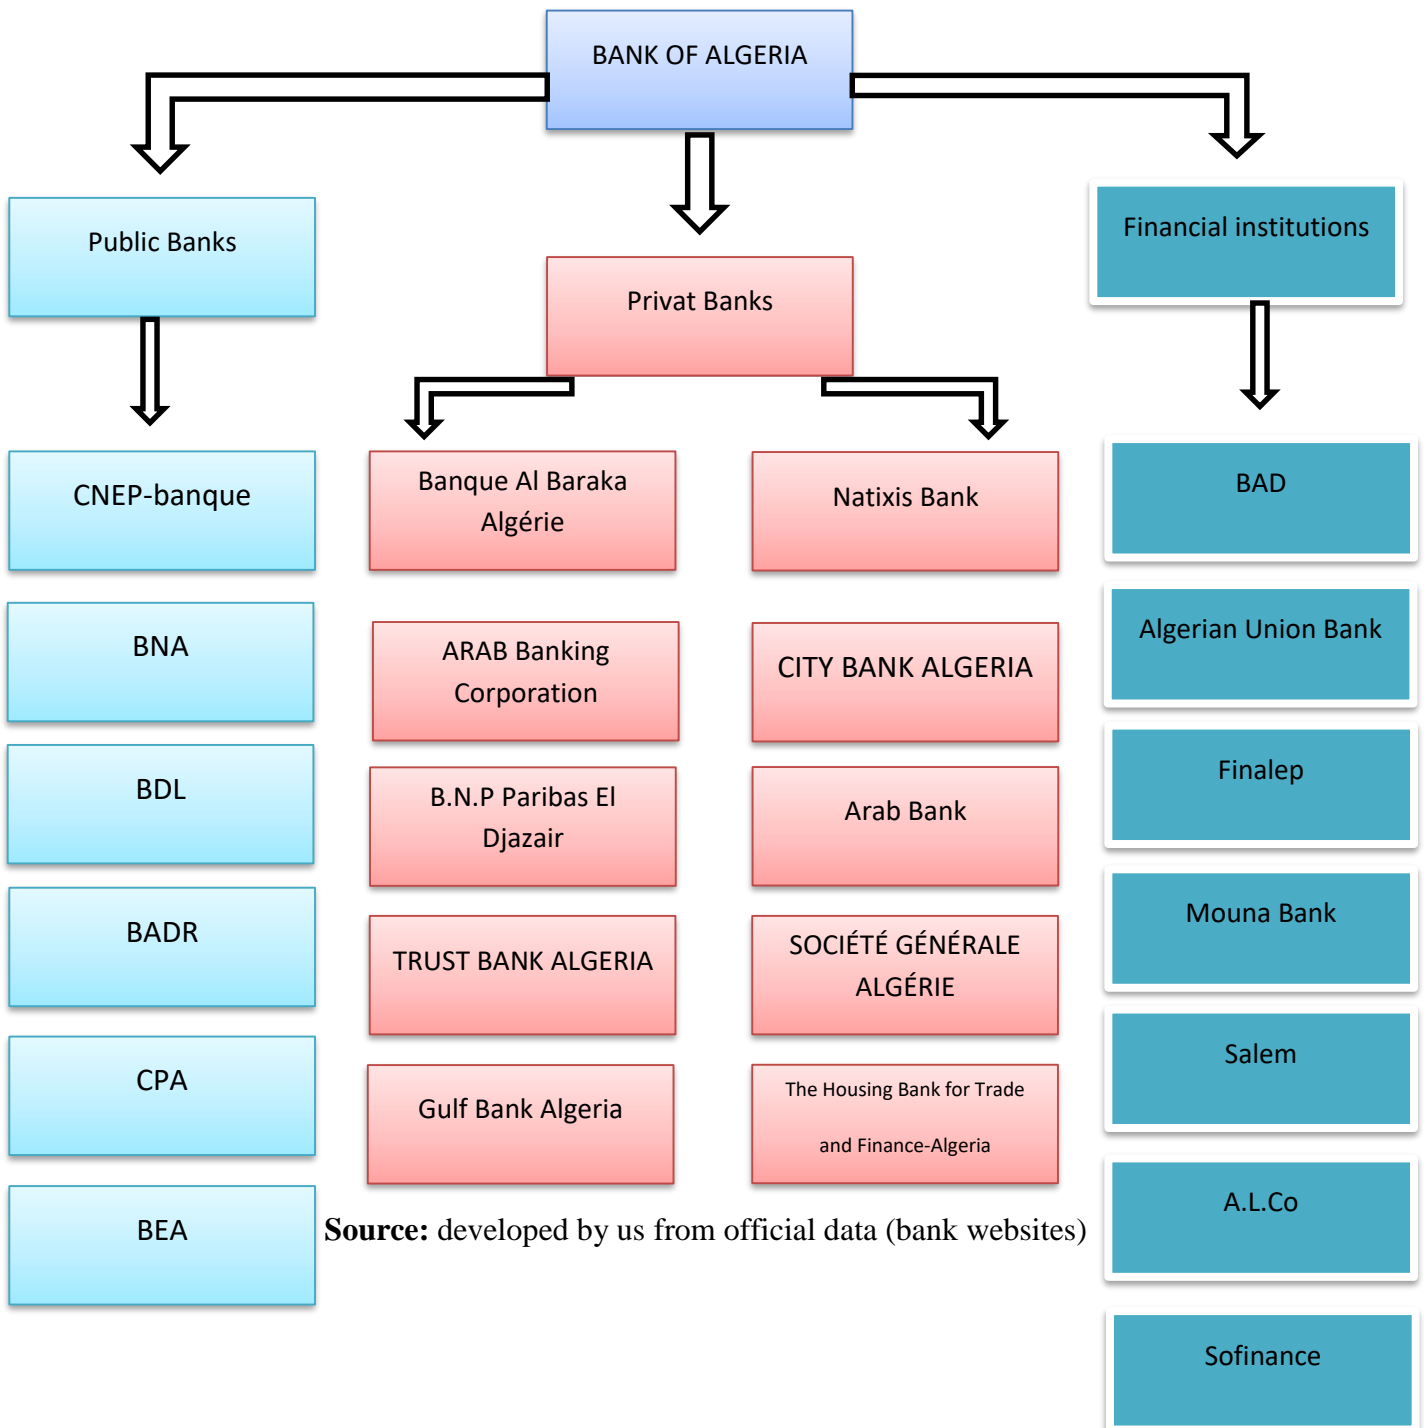 BANK OF ALGERIA
Public Banks
Privat Banks
Financial institutions
CNEP-banque
BNA
BDL
BADR
CPA
BEA
Banque Al Baraka
Algérie
ARAB Banking
Corporation
B.N.P Paribas El
Djazair
TRUST BANK ALGERIA
Gulf Bank Algeria
Natixis Bank
CITY BANK ALGERIA
Arab Bank
SOCIÉTÉ GÉNÉRALE
ALGÉRIE
The Housing Bank for Trade
and Finance-Algeria
BAD
Algerian Union Bank
Finalep
Mouna Bank
Salem
A.L.Co
Sofinance
Source: developed by us from official data (bank websites)